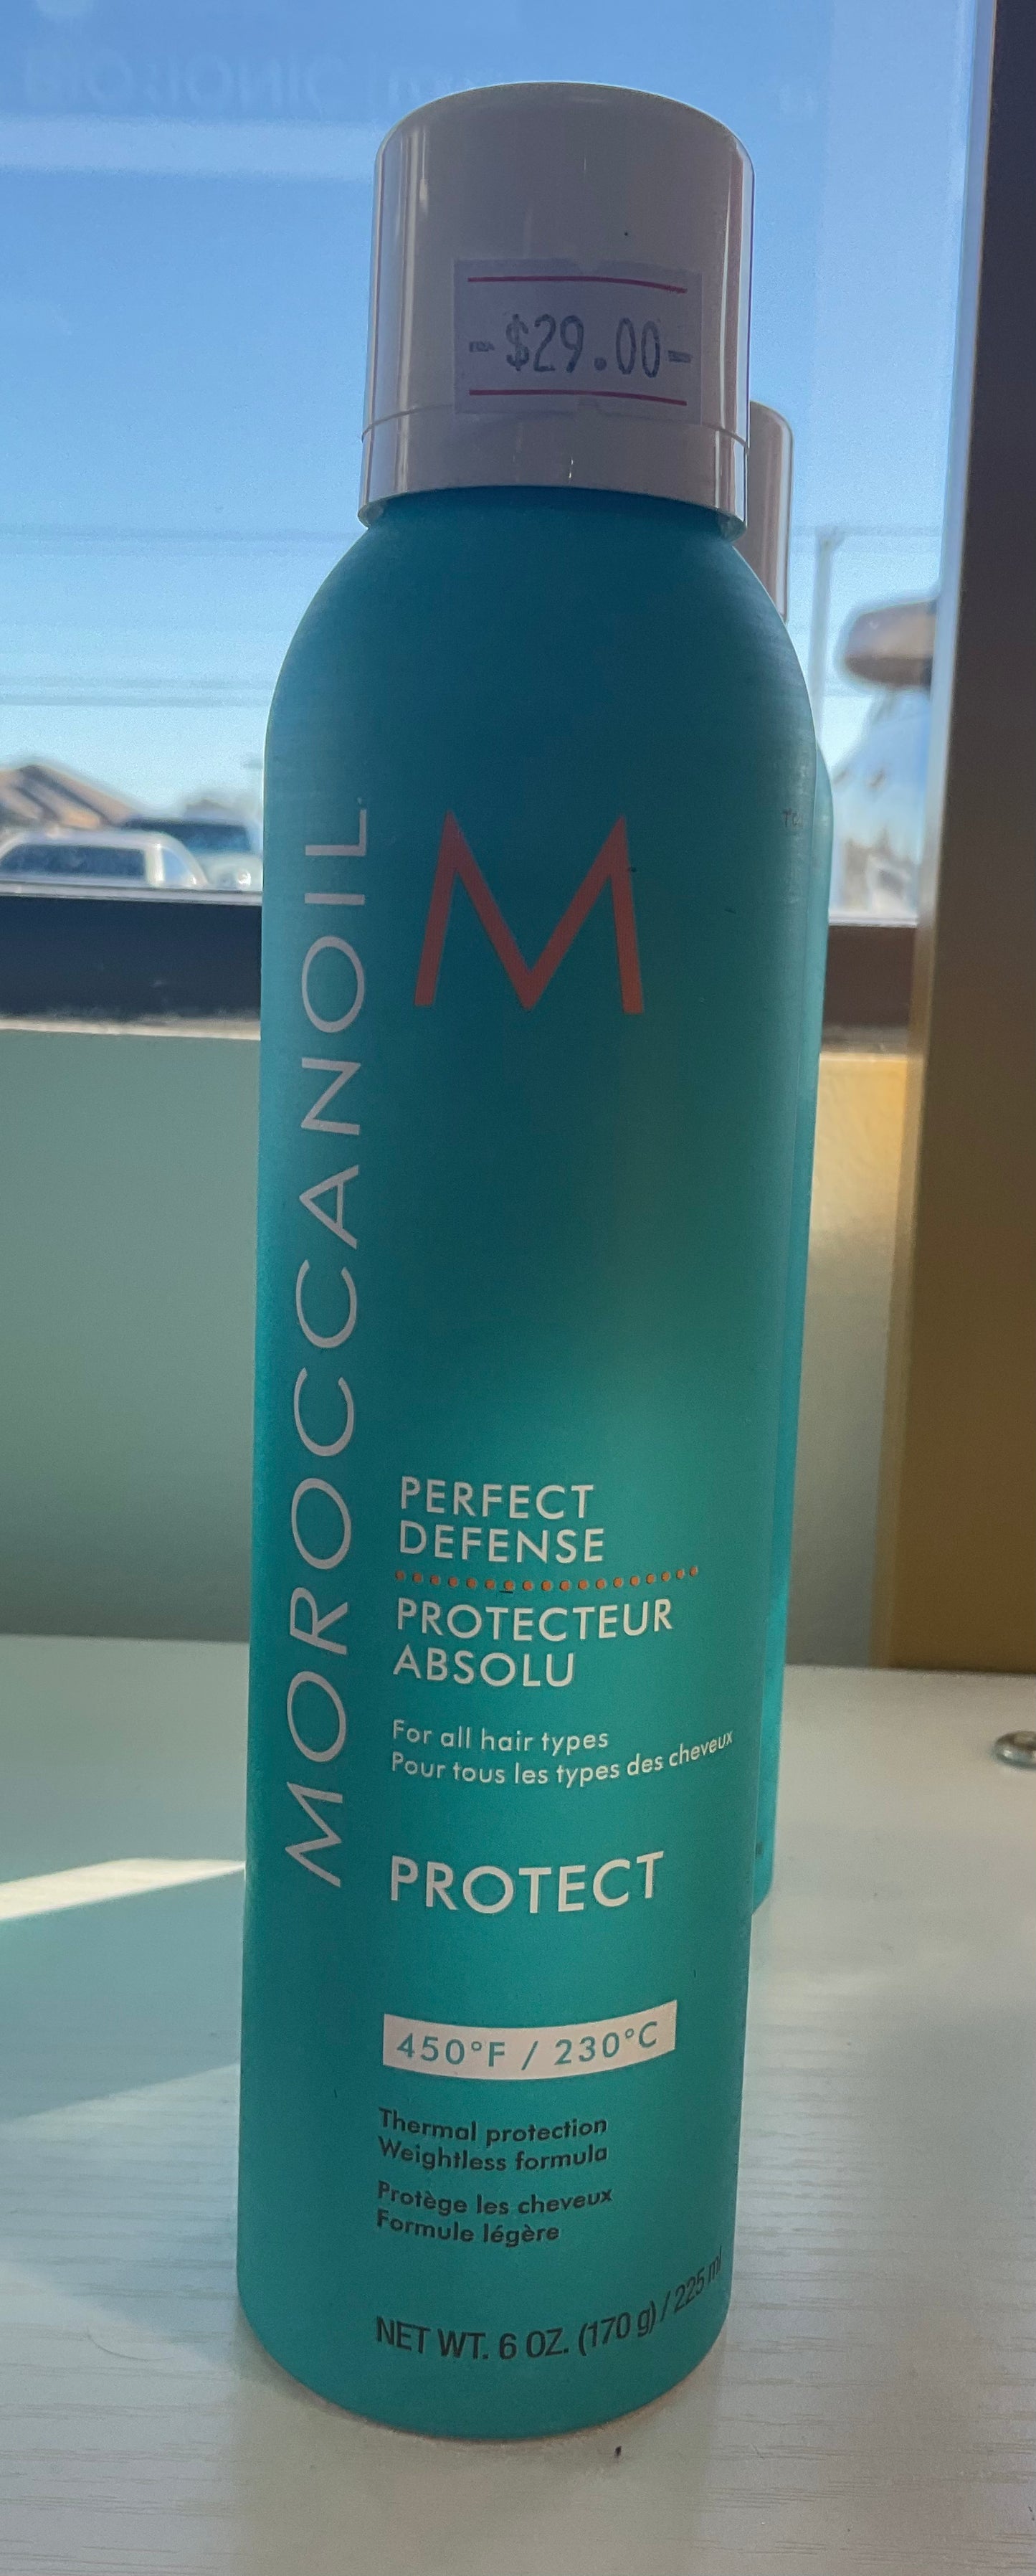 -$29.00-
M
MOROCCANOIL
PERFECT
DEFENSE
PROTECTEUR
ABSOLU
For all hair types
Pour tous les types des cheveux
PROTECT
450°F / 230°C
Thermal protection
Weightless formula
Protège les cheveux
Formule légère
NET WT. 6 OZ. (170 g) / 225 ml